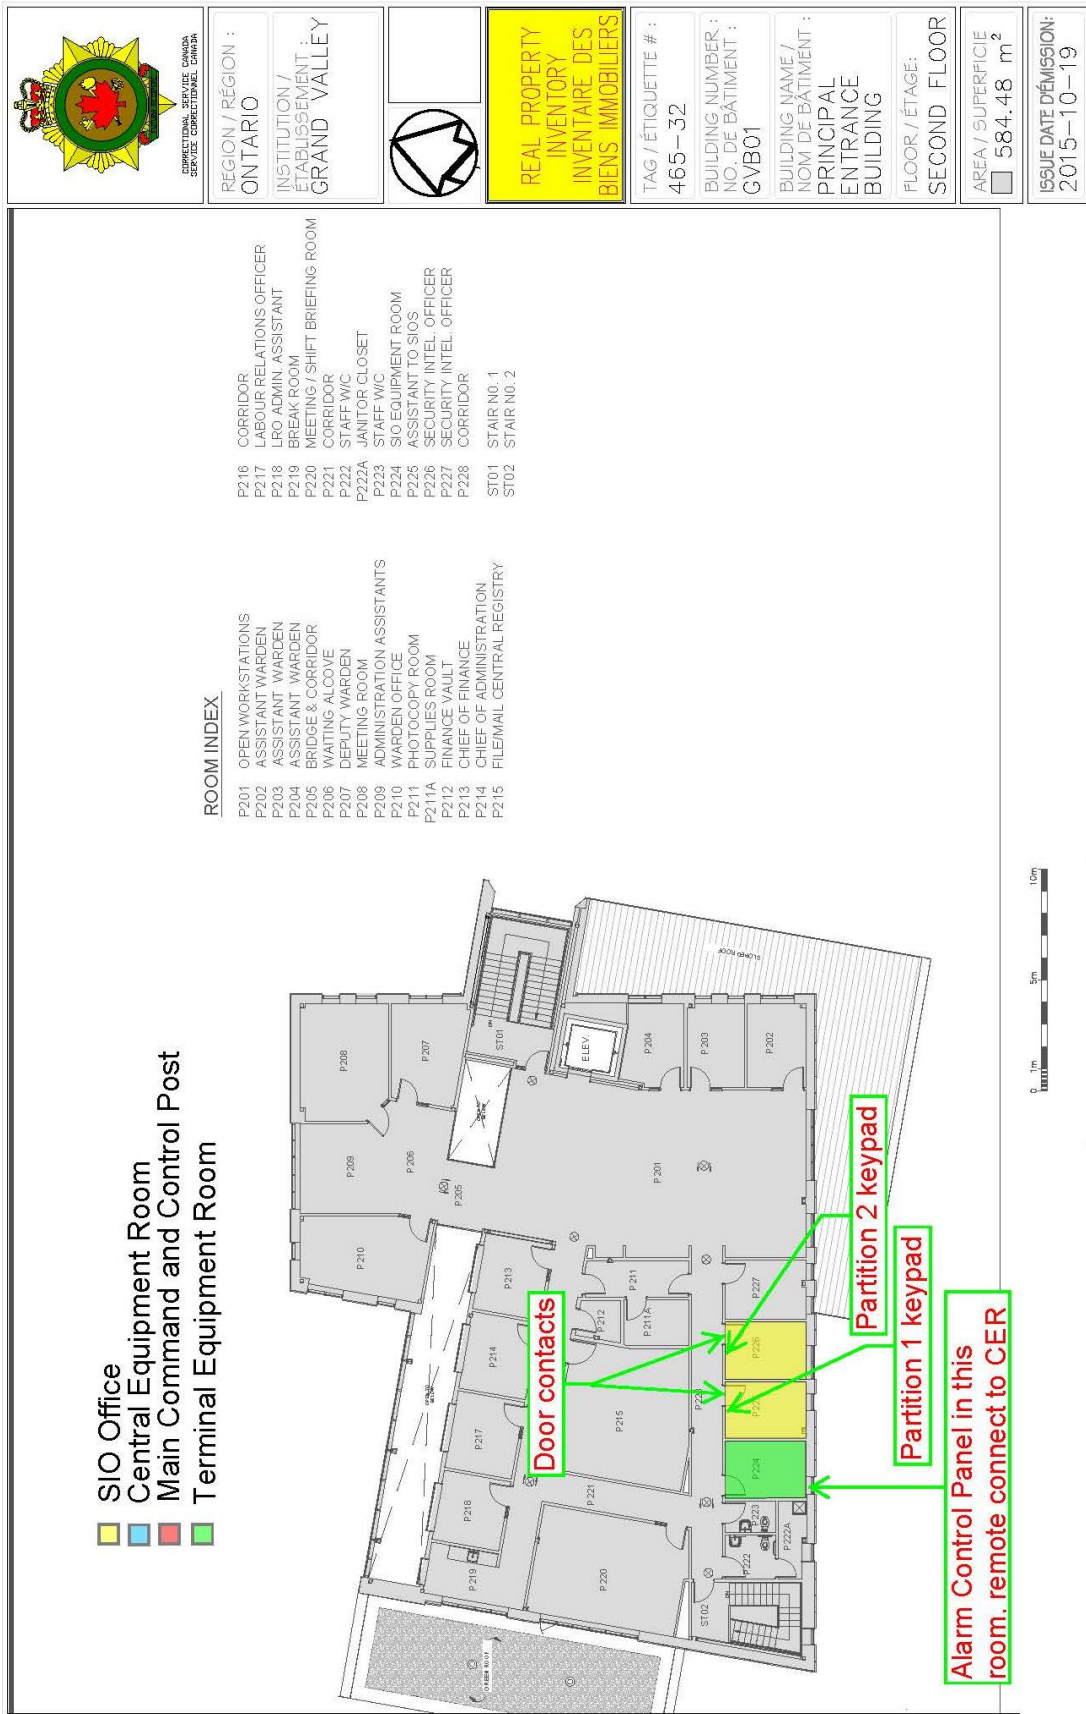 SIO Office
Central Equipment Room
Main Command and Control Post
Terminal Equipment Room
ROOM INDEX
P201 OPEN WORKSTATIONS
P202 ASSISTANT WARDEN
P203 ASSISTANT WARDEN
P204 ASSISTANT WARDEN
P205 BRIDGE & CORRIDOR
P206 WAITING ALCOVE
P207 DEPUTY WARDEN
P208 MEETING ROOM
P209 ADMINISTRATION ASSISTANTS
P210 WARDEN OFFICE
P211 PHOTOCOPY ROOM
P211A SUPPLIES ROOM
P212 FINANCE VAULT
P213 CHIEF OF FINANCE
P214 CHIEF OF ADMINISTRATION
P215 FILE/MAIL CENTRAL REGISTRY
P216 CORRIDOR
P217 LABOUR RELATIONS OFFICER
P218 LRO ADMIN. ASSISTANT
P219 BREAK ROOM
P220 MEETING / SHIFT BRIEFING ROOM
P221 CORRIDOR
P222 STAFF W/C
P222A JANITOR CLOSET
P223 STAFF W/C
P224 SIO EQUIPMENT ROOM
P225 ASSISTANT TO SIOS
P226 SECURITY INTEL. OFFICER
P227 SECURITY INTEL. OFFICER
P228 CORRIDOR
ST01 STAIR NO. 1
ST02 STAIR NO. 2
P208
P207
P209
P206
P210
P205
ST01
ELEV.
P204
P203
P202
P201
P213
P211
P212
P211A
P214
P217
P215
P218
P221
P219
P220
P227
P226
P224
P223
P222
P222A
ST02
GREEN ROOF
SLOPED ROOF
Door contacts
Partition 2 keypad
Partition 1 keypad
Alarm Control Panel in this
room, remote connect to CER
0 1m 5m 10m
CORRECTIONAL SERVICE CANADA
SERVICE CORRECTIONNEL CANADA
REGION / RÉGION :
ONTARIO
INSTITUTION /
ÉTABLISSEMENT :
GRAND VALLEY
REAL PROPERTY
INVENTORY
INVENTAIRE DES
BIENS IMMOBILIERS
TAG / ÉTIQUETTE # :
465-32
BUILDING NUMBER :
NO. DE BÂTIMENT :
GVB01
BUILDING NAME /
NOM DE BÂTIMENT :
PRINCIPAL
ENTRANCE
BUILDING
FLOOR / ÉTAGE:
SECOND FLOOR
AREA / SUPERFICIE
584.48 m²
ISSUE DATE D'ÉMISSION:
2015-10-19